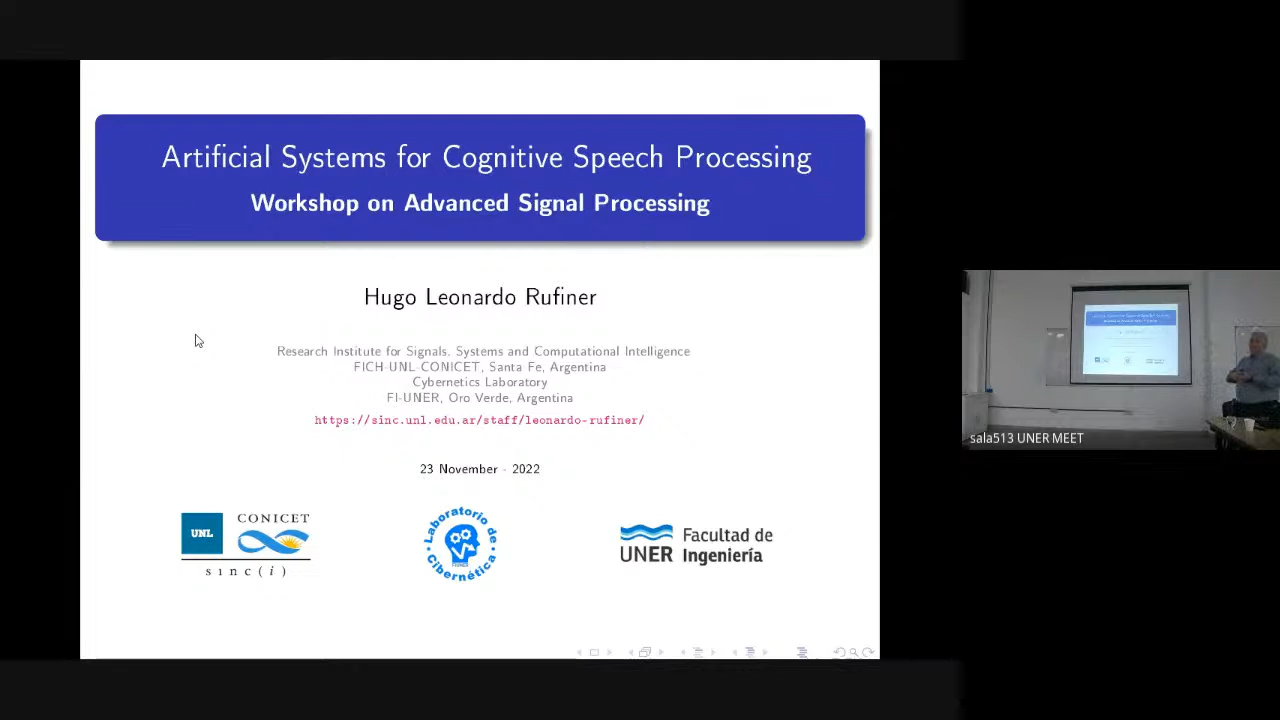 Artificial Systems for Cognitive Speech Processing
Workshop on Advanced Signal Processing
Hugo Leonardo Rufiner
Research Institute for Signals, Systems and Computational Intelligence
FICH-UNL-CONICET, Santa Fe, Argentina
Cybernetics Laboratory
FI-UNER, Oro Verde, Argentina
https://sinc.unl.edu.ar/staff/leonardo-rufiner/
23 November - 2022
UNL
CONICET
sinc(i)
Laboratorio de
Cibernética
UNER
Facultad de
Ingeniería
sala513 UNER MEET